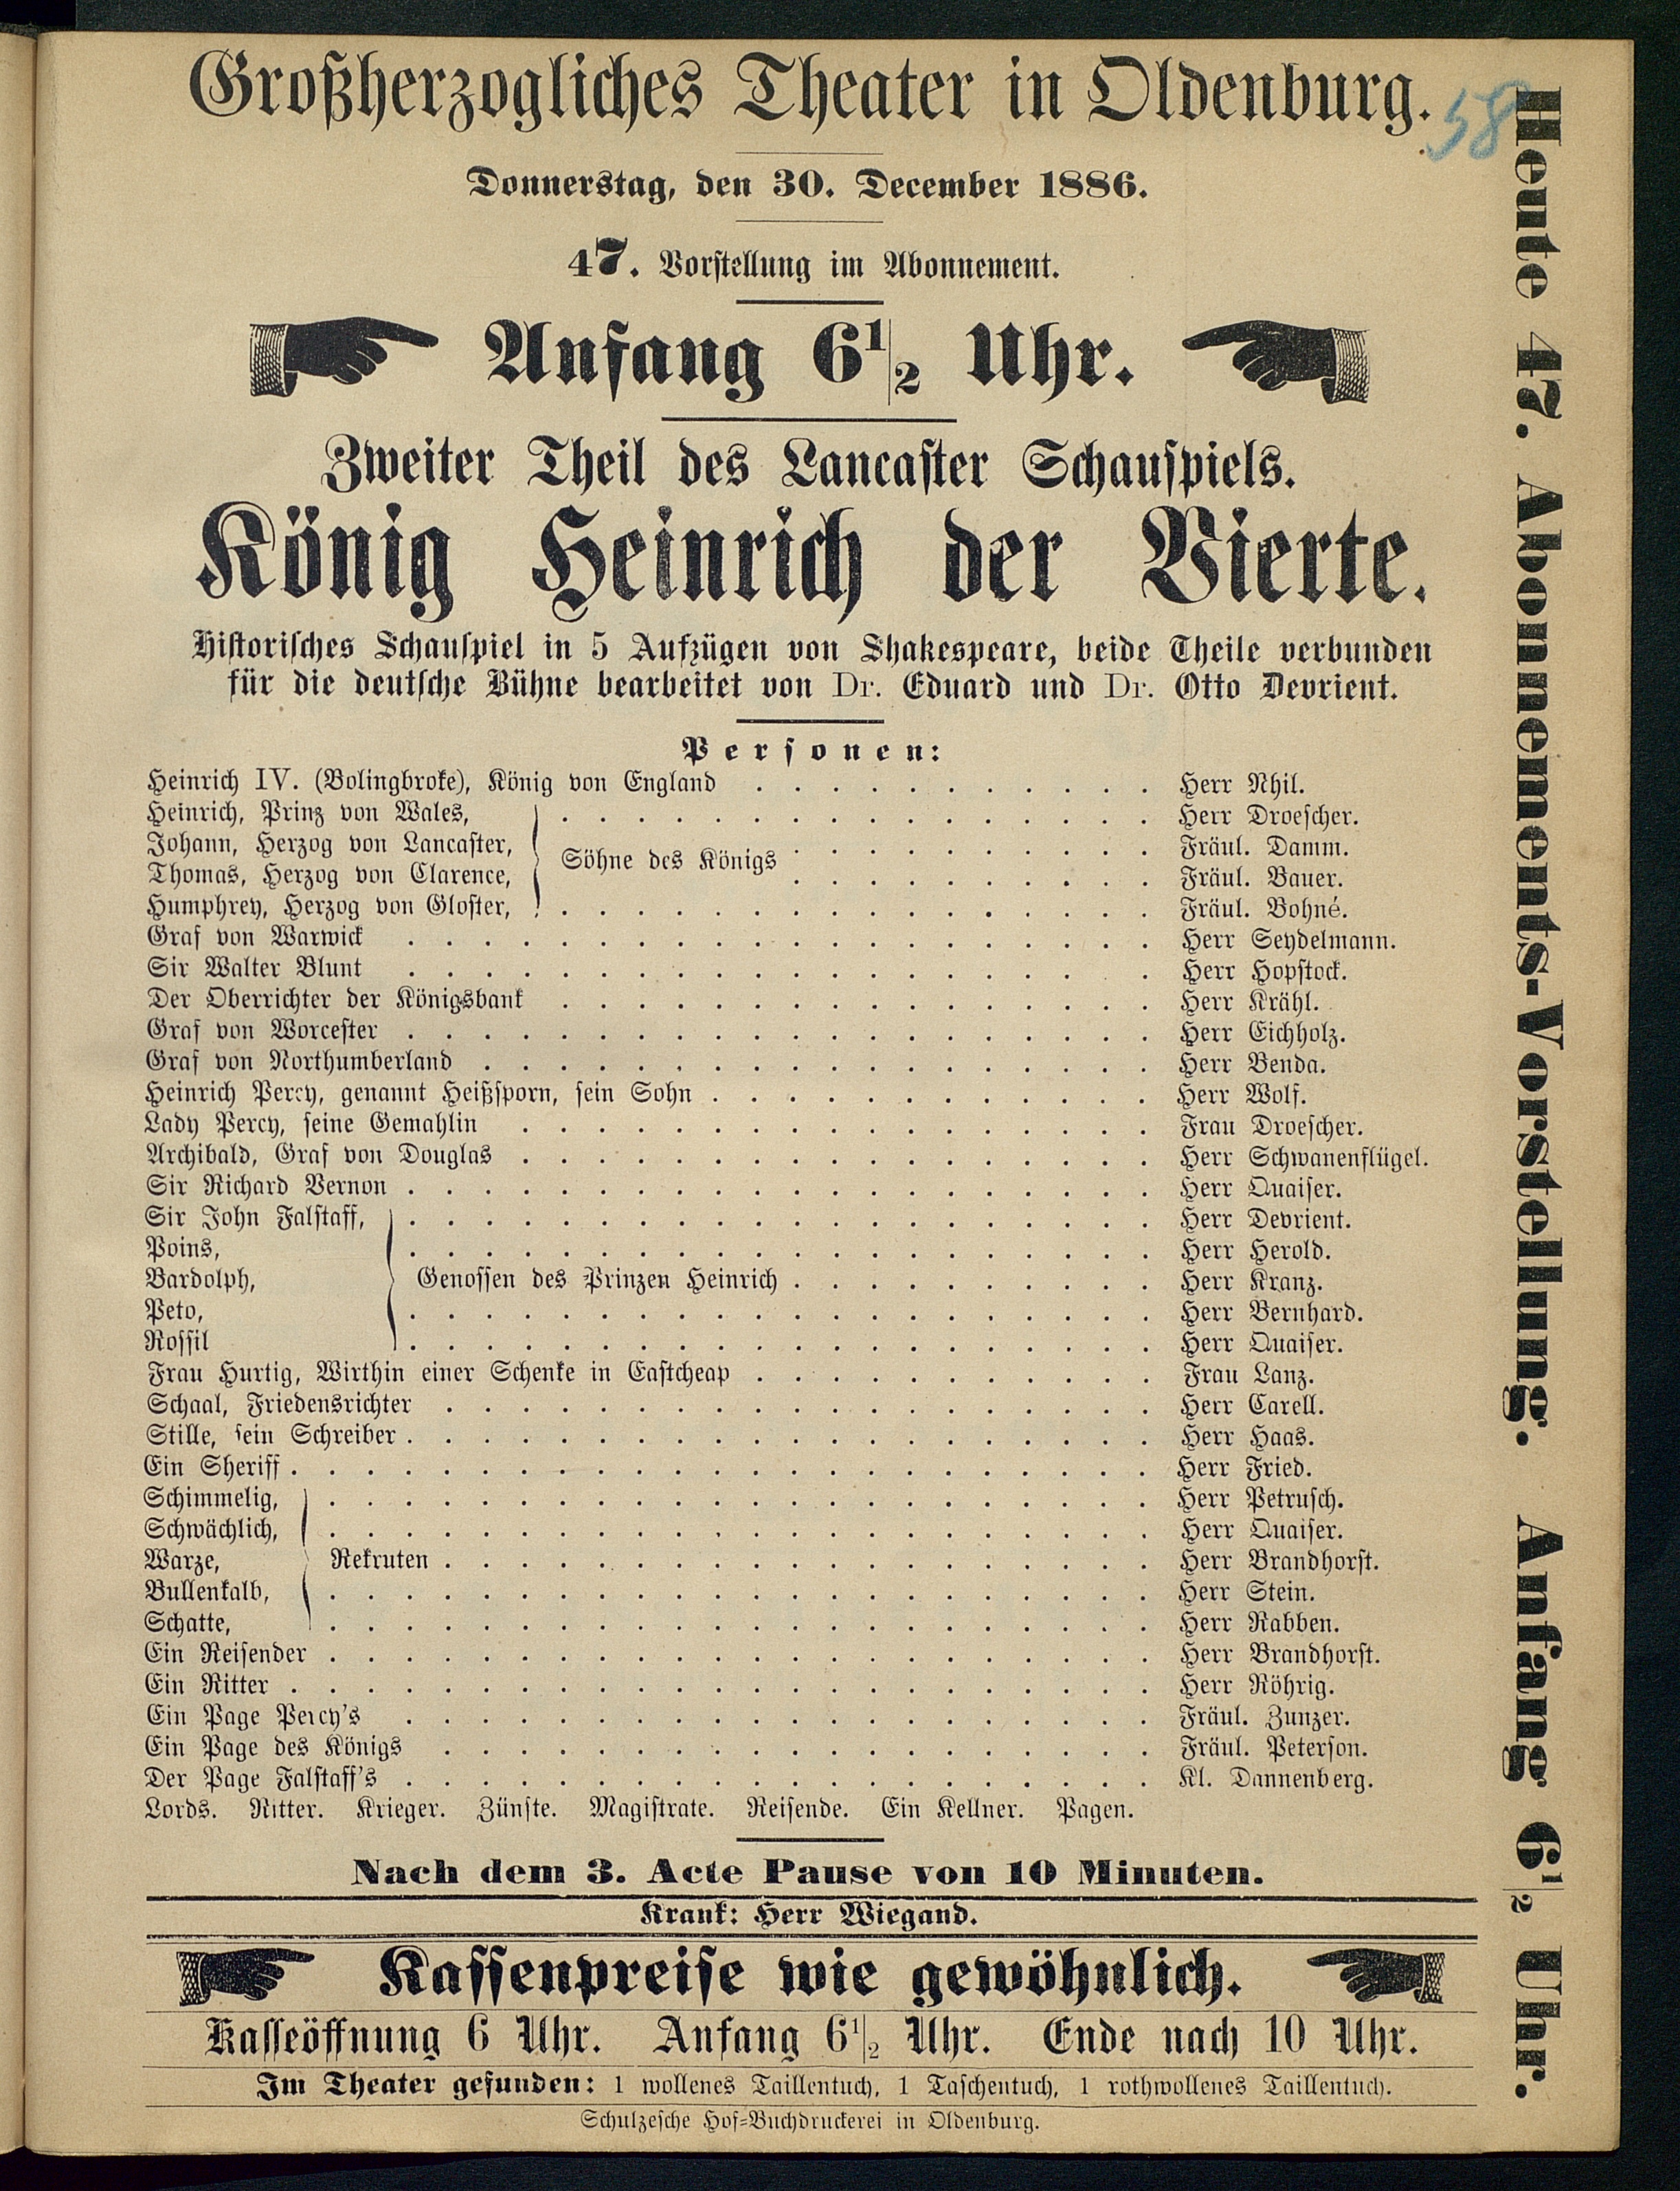 Großherzogliches Theater in Oldenburg.
58
Donnerstag, den 30. December 1886.
47. Vorstellung im Abonnement.
Anfang 6 1/2 Uhr.
Zweiter Theil des Lancaster Schauspiels.
König Heinrich der Vierte.
Historisches Schauspiel in 5 Aufzügen von Shakespeare, beide Theile verbunden
für die deutsche Bühne bearbeitet von Dr. Eduard und Dr. Otto Devrient.
Personen:
Heinrich IV. (Bolingbroke), König von England . . . . . . . . . . . Herr Nhil.
Heinrich, Prinz von Wales, . . . . . . . . . . . . . . . . Herr Droescher.
Johann, Herzog von Lancaster, . . . . . . . . . . Fräul. Damm.
Söhne des Königs
Thomas, Herzog von Clarence, . . . . . . . . . . Fräul. Bauer.
Humphrey, Herzog von Gloster, . . . . . . . . . . . . . . . . Fräul. Bohné.
Graf von Warwick . . . . . . . . . . . . . . . . . . . . Herr Seydelmann.
Sir Walter Blunt . . . . . . . . . . . . . . . . . . . Herr Hopstock.
Der Oberrichter der Königsbank . . . . . . . . . . . . . . . . Herr Krähl.
Graf von Worcester . . . . . . . . . . . . . . . . . . . . Herr Eichholz.
Graf von Northumberland . . . . . . . . . . . . . . . . . . Herr Benda.
Heinrich Percy, genannt Heißsporn, sein Sohn . . . . . . . . . . . . Herr Wolf.
Lady Percy, seine Gemahlin . . . . . . . . . . . . . . . . . Frau Droescher.
Archibald, Graf von Douglas . . . . . . . . . . . . . . . . . Herr Schwanenflügel.
Sir Richard Vernon . . . . . . . . . . . . . . . . . . . . Herr Quaiser.
Sir John Falstaff, . . . . . . . . . . . . . . . . . . . . Herr Devrient.
Poins, . . . . . . . . . . . . . . . . . . . . Herr Herold.
Bardolph, Genossen des Prinzen Heinrich . . . . . . . . . . Herr Kranz.
Peto, . . . . . . . . . . . . . . . . . . . . Herr Bernhard.
Rossil . . . . . . . . . . . . . . . . . . . . Herr Quaiser.
Frau Hurtig, Wirthin einer Schenke in Eastcheap . . . . . . . . . . . Frau Lanz.
Schaal, Friedensrichter . . . . . . . . . . . . . . . . . . . Herr Carell.
Stille, sein Schreiber . . . . . . . . . . . . . . . . . . . . Herr Haas.
Ein Sheriff . . . . . . . . . . . . . . . . . . . . . . . Herr Fried.
Schimmelig, . . . . . . . . . . . . . . . . . . . . . . Herr Petrusch.
Schwächlich, . . . . . . . . . . . . . . . . . . . . . . Herr Quaiser.
Warze, Rekruten . . . . . . . . . . . . . . . . . . . Herr Brandhorst.
Bullenkalb, . . . . . . . . . . . . . . . . . . . . . . Herr Stein.
Schatte, . . . . . . . . . . . . . . . . . . . . . . Herr Rabben.
Ein Reisender . . . . . . . . . . . . . . . . . . . . . . Herr Brandhorst.
Ein Ritter . . . . . . . . . . . . . . . . . . . . . . . Herr Röhrig.
Ein Page Percy's . . . . . . . . . . . . . . . . . . . . Fräul. Zunzer.
Ein Page des Königs . . . . . . . . . . . . . . . . . . . Fräul. Peterson.
Der Page Falstaff's . . . . . . . . . . . . . . . . . . . . Kl. Dannenberg.
Lords. Ritter. Krieger. Zünfte. Magistrate. Reisende. Ein Kellner. Pagen.
Nach dem 3. Acte Pause von 10 Minuten.
Krank: Herr Wiegand.
Kassenpreise wie gewöhnlich.
Kasseöffnung 6 Uhr. Anfang 6 1/2 Uhr. Ende nach 10 Uhr.
Im Theater gefunden: 1 wollenes Taillentuch, 1 Taschentuch, 1 rothwollenes Taillentuch.
Schulzesche Hof-Buchdruckerei in Oldenburg.
Heute 47. Abonnements-Vorstellung. Anfang 6 1/2 Uhr.